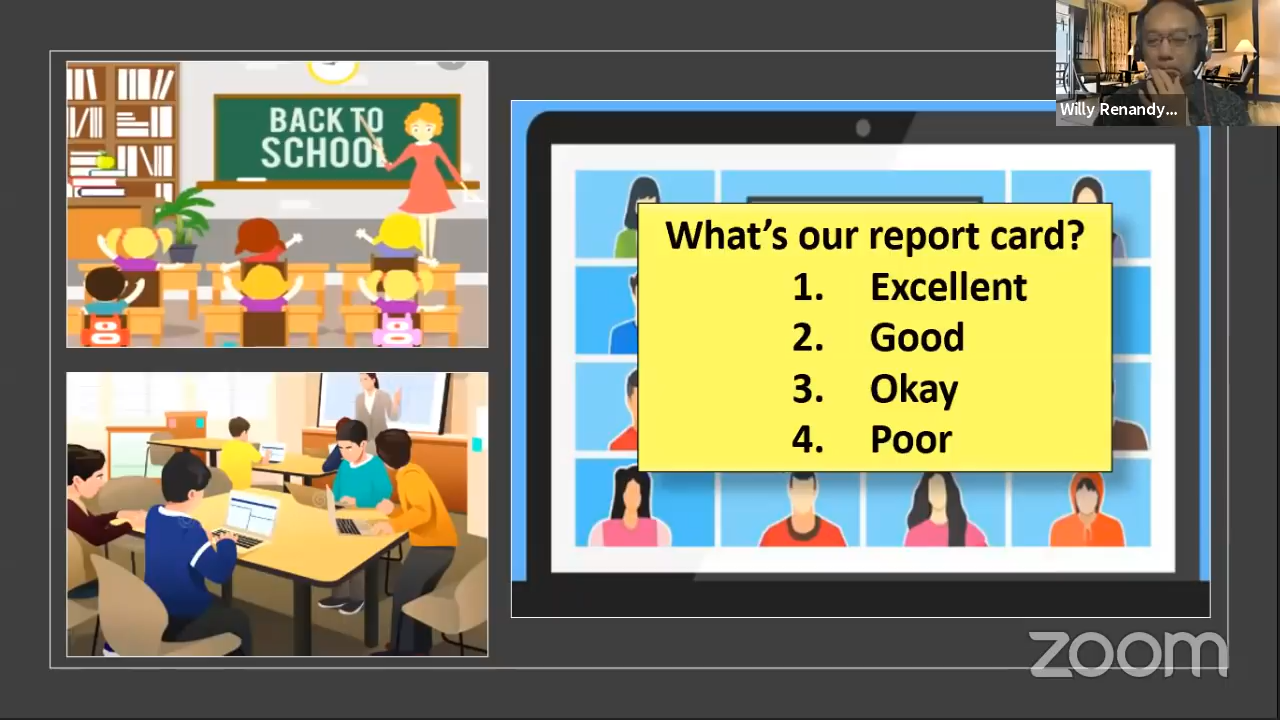 BACK TO
SCHOOL
Willy Renandy...
What's our report card?
1. Excellent
2. Good
3. Okay
4. Poor
zoom